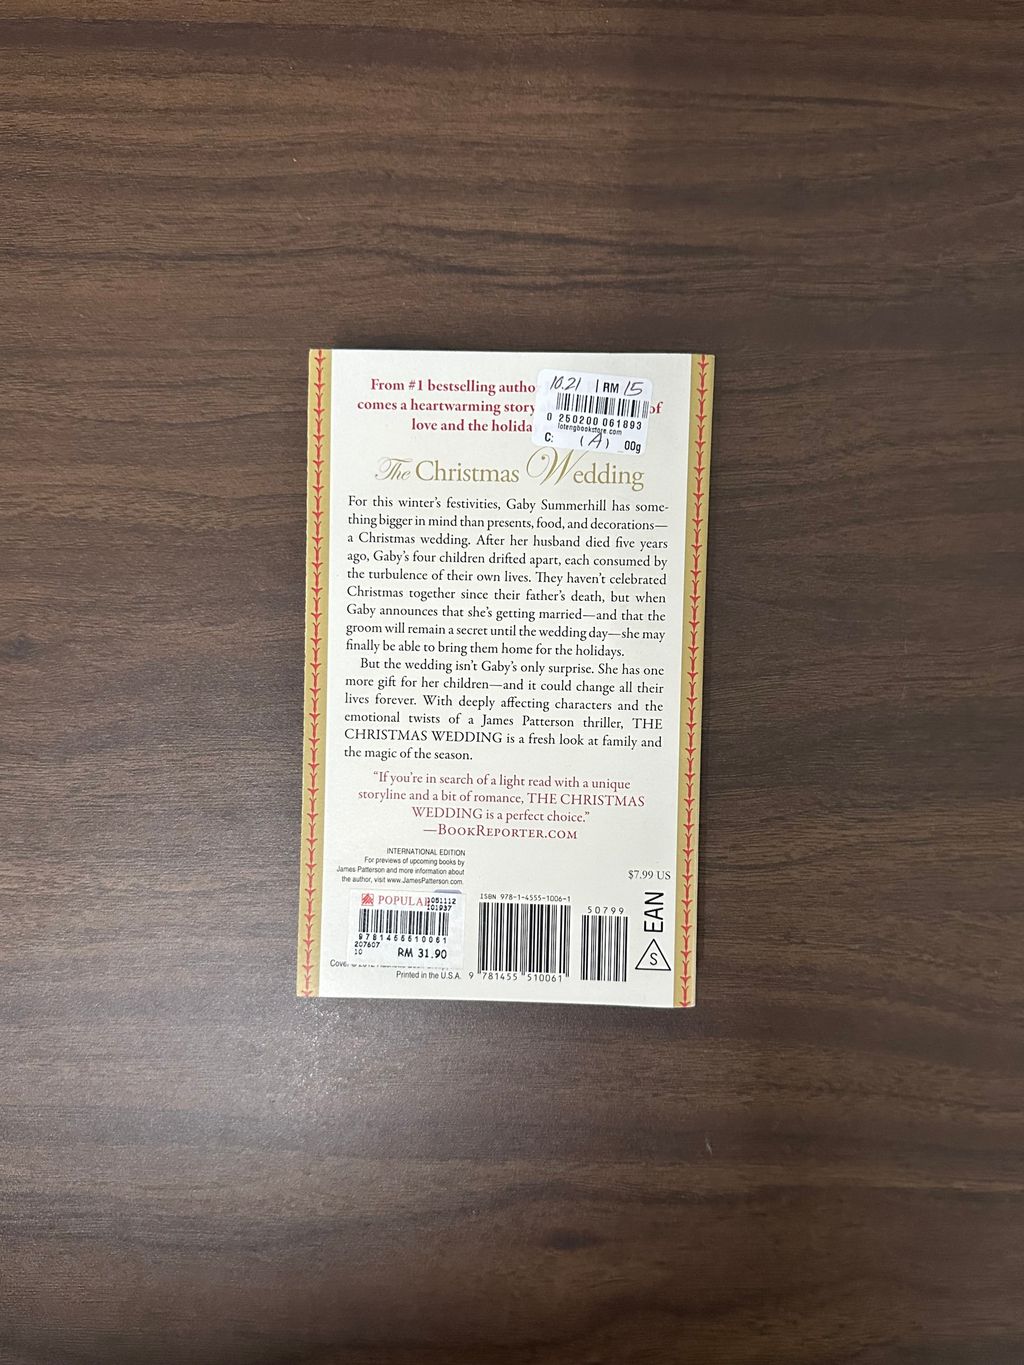 From #1 bestselling autho
comes a heartwarming story of
love and the holida
10.21 RM 15
0 250200 061893
lotengbookstore.com
C: (A) 00g
The Christmas Wedding
For this winter's festivities, Gaby Summerhill has some-
thing bigger in mind than presents, food, and decorations—
a Christmas wedding. After her husband died five years
ago, Gaby's four children drifted apart, each consumed by
the turbulence of their own lives. They haven't celebrated
Christmas together since their father's death, but when
Gaby announces that she's getting married—and that the
groom will remain a secret until the wedding day—she may
finally be able to bring them home for the holidays.
But the wedding isn't Gaby's only surprise. She has one
more gift for her children—and it could change all their
lives forever. With deeply affecting characters and the
emotional twists of a James Patterson thriller, THE
CHRISTMAS WEDDING is a fresh look at family and
the magic of the season.
"If you're in search of a light read with a unique
storyline and a bit of romance, THE CHRISTMAS
WEDDING is a perfect choice."
—BOOKREPORTER.COM
INTERNATIONAL EDITION
For previews of upcoming books by
James Patterson and more information about
the author, visit www.JamesPatterson.com.
$7.99 US
POPULAR
1051112
101937
9781455510061
207607
10 RM 31.90
Printed in the U.S.A.
ISBN 978-1-4555-1006-1
50799
9 781455 510061
EAN
S